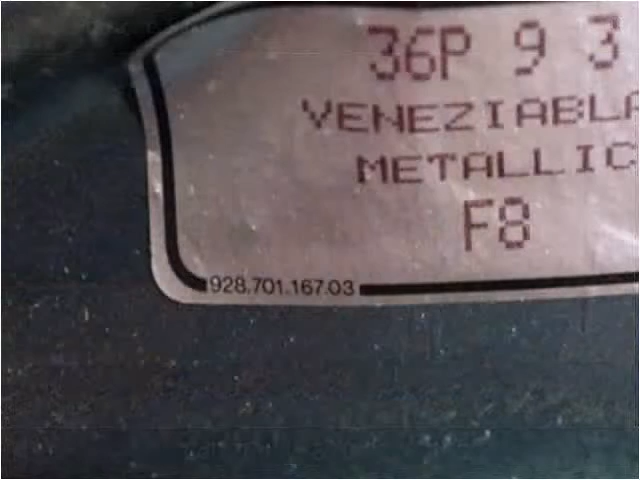 36P 9 3
VENEZIABLA
METALLIC
F8
928.701.167.03